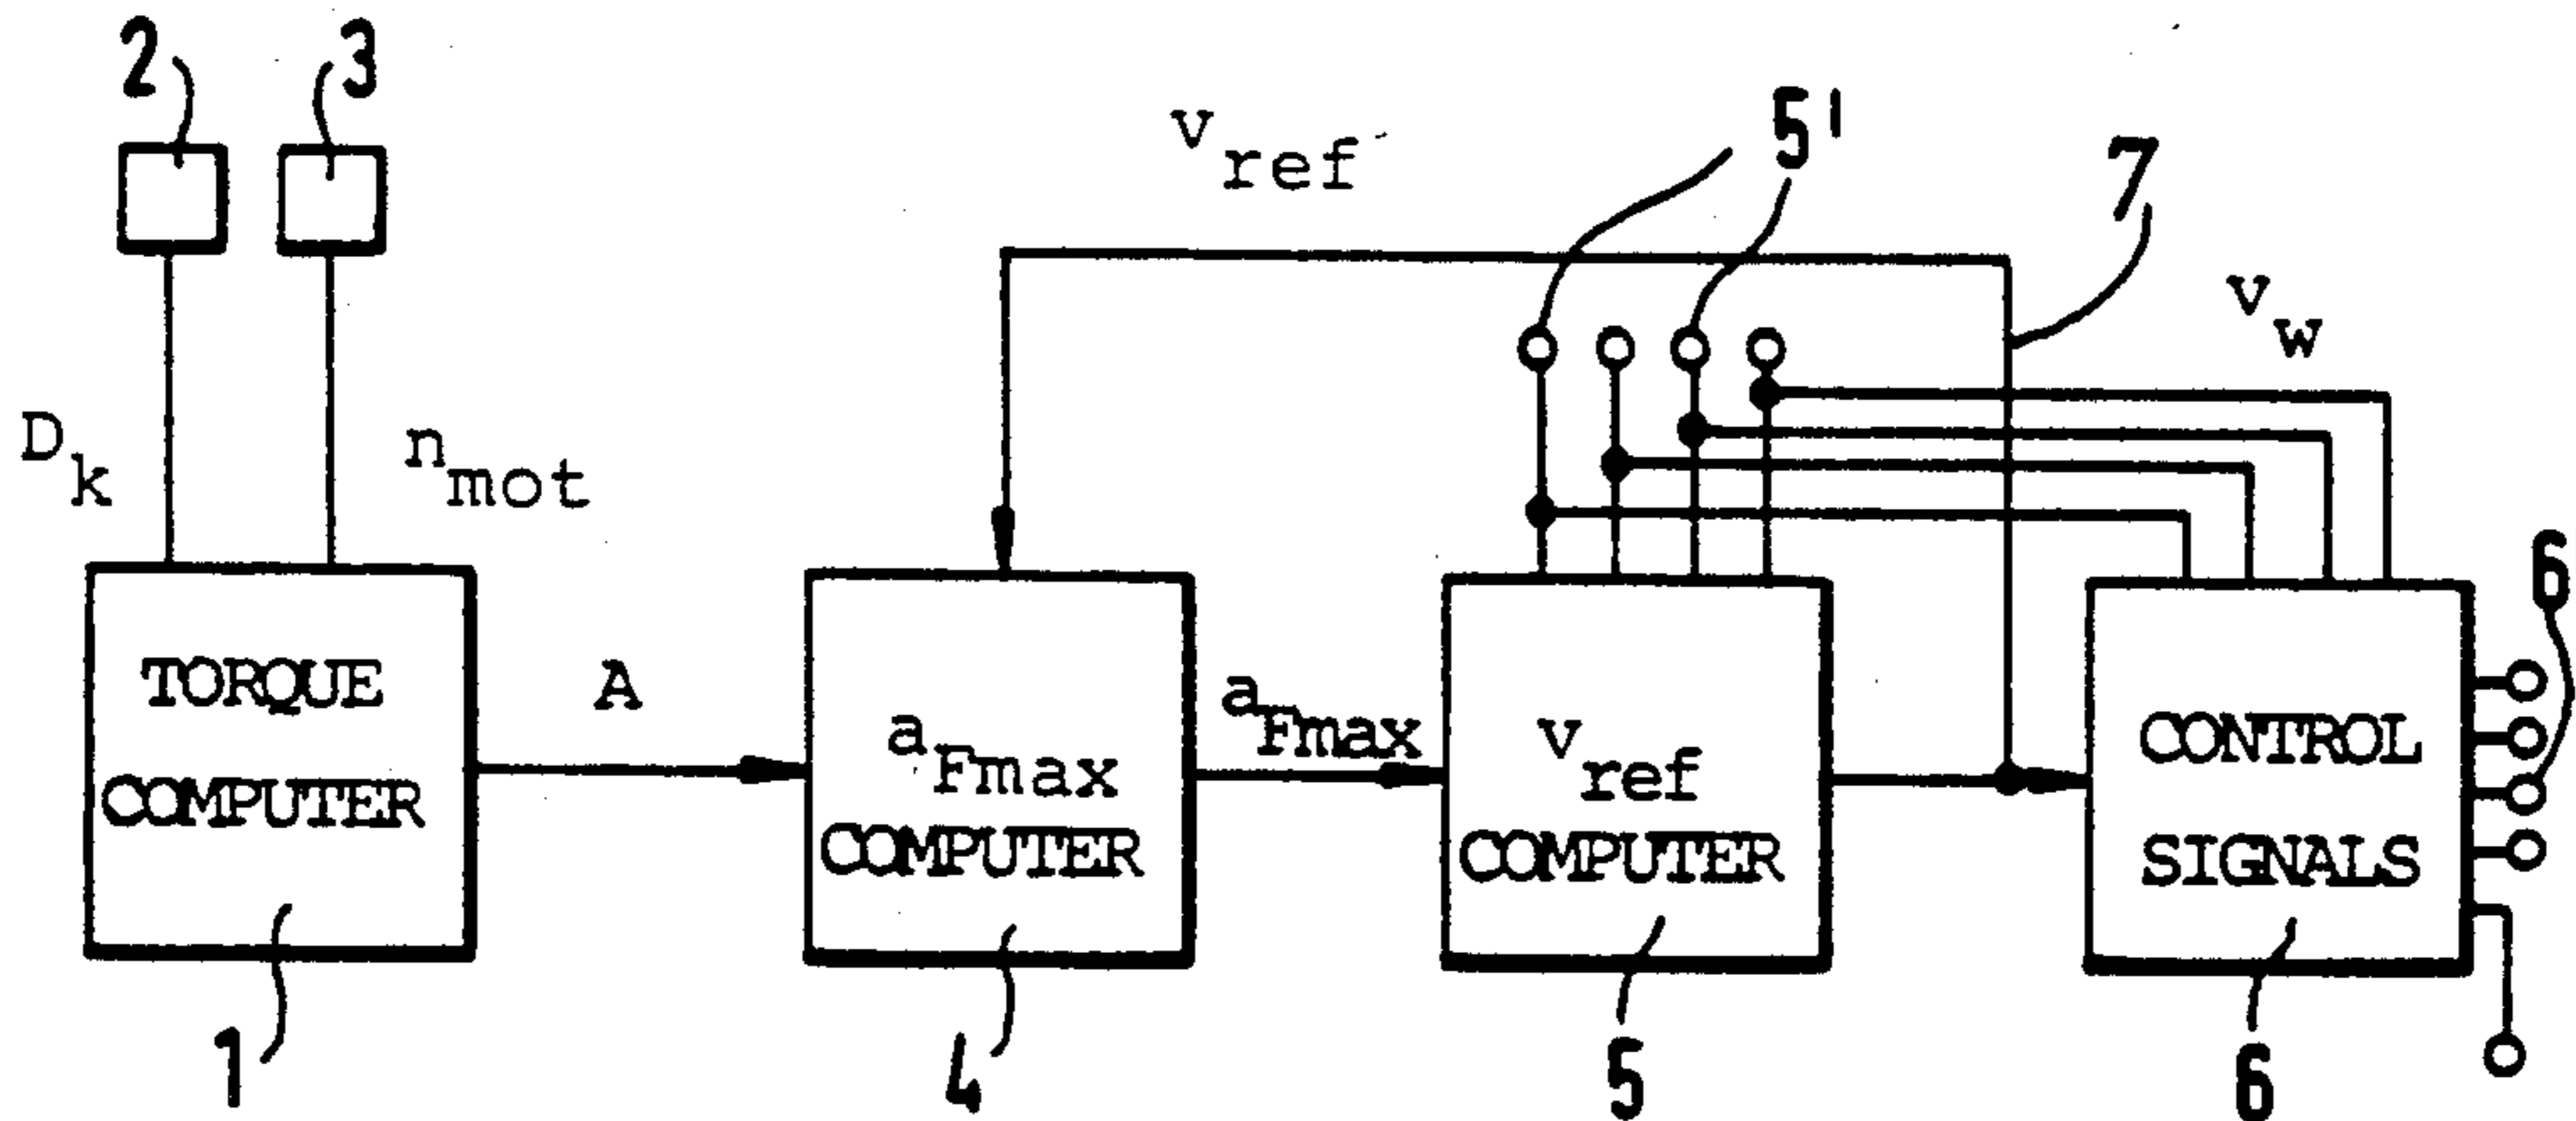 2
3
v_ref
5'
7
v_w
D_k
n_mot
6
TORQUE
COMPUTER
A
a_Fmax
COMPUTER
a_Fmax
v_ref
COMPUTER
CONTROL
SIGNALS
1
4
5
6